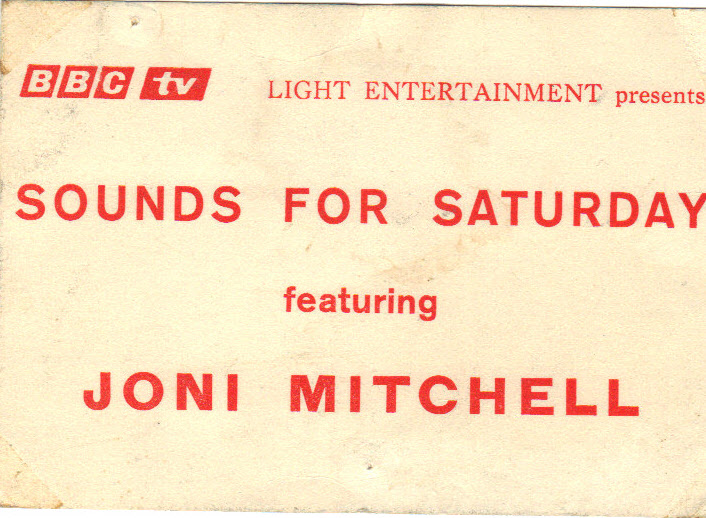 BBC tv LIGHT ENTERTAINMENT presents
SOUNDS FOR SATURDAY
featuring
JONI MITCHELL